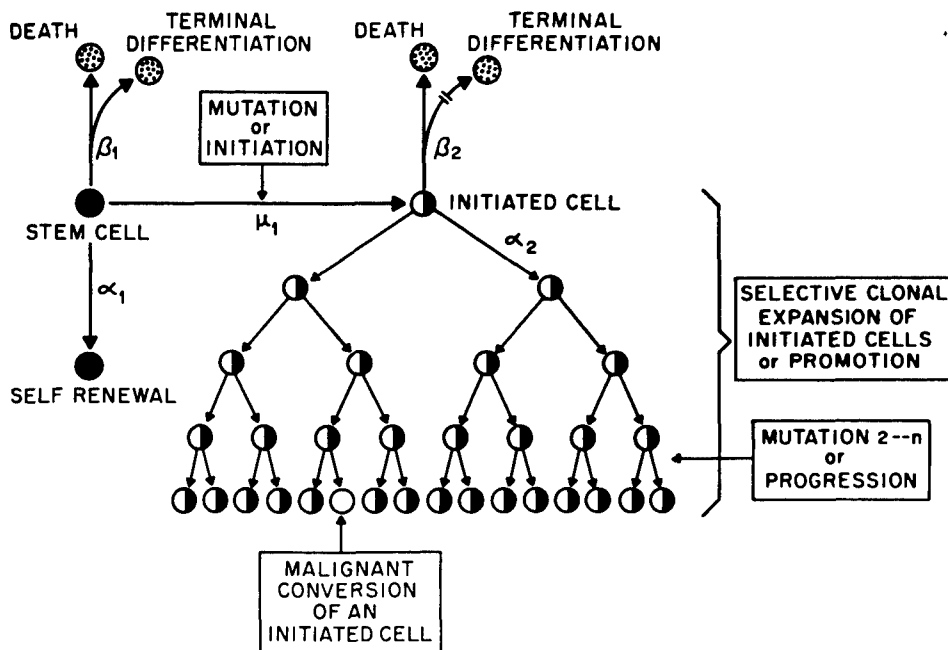 DEATH
TERMINAL
DIFFERENTIATION
DEATH
TERMINAL
DIFFERENTIATION
MUTATION
or
INITIATION
β1
β2
STEM CELL
μ1
INITIATED CELL
α1
α2
SELF RENEWAL
SELECTIVE CLONAL
EXPANSION OF
INITIATED CELLS
or PROMOTION
MUTATION 2--n
or
PROGRESSION
MALIGNANT
CONVERSION
OF AN
INITIATED CELL